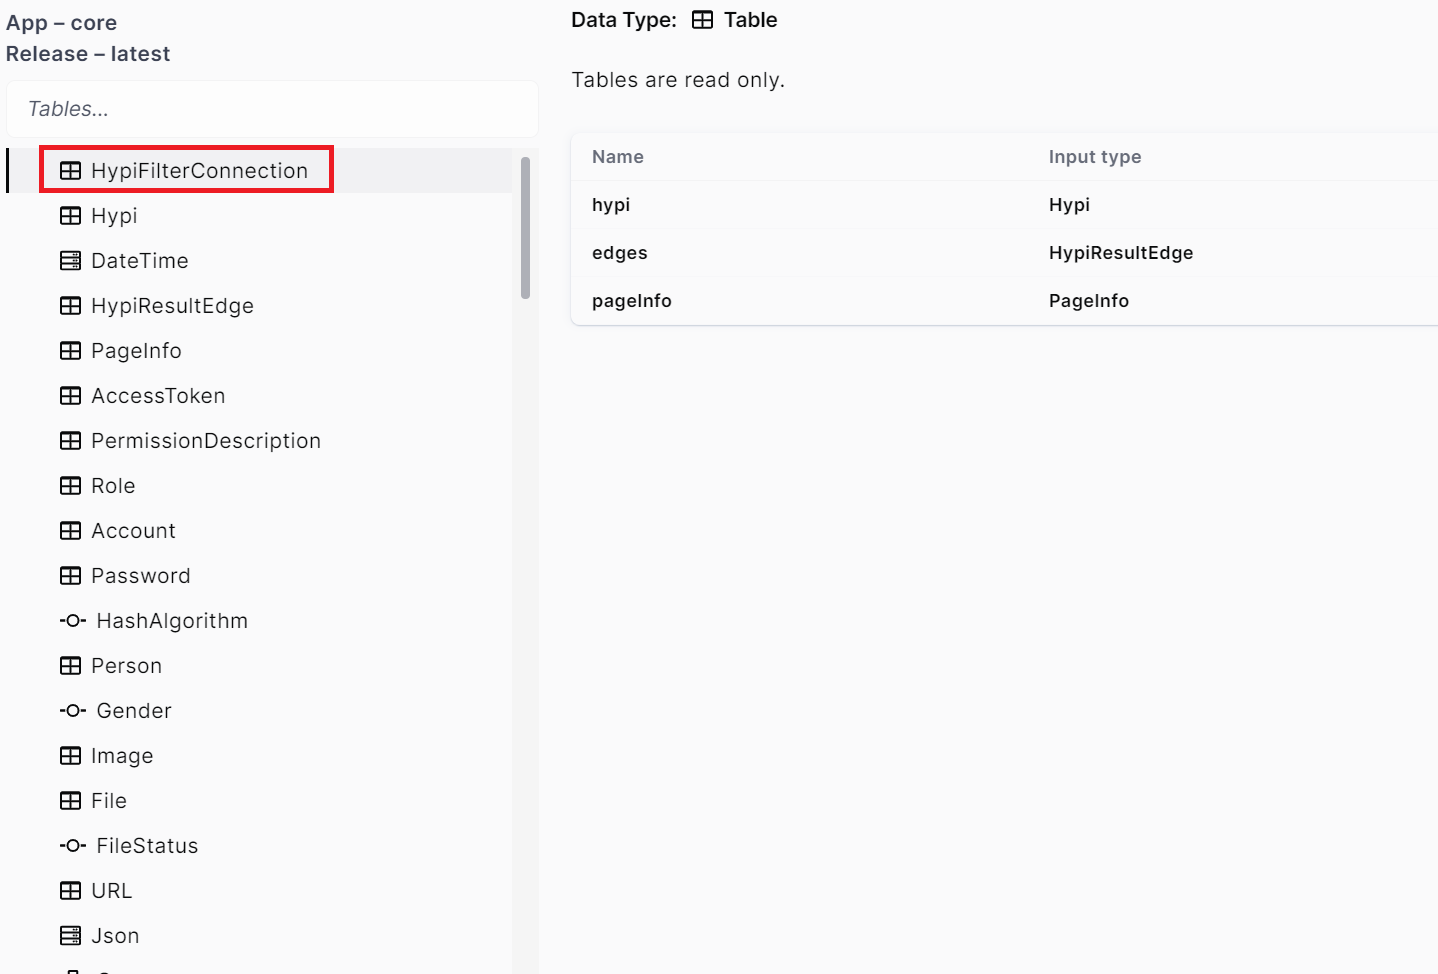 App – core
Release – latest
Tables...
HypiFilterConnection
Hypi
DateTime
HypiResultEdge
PageInfo
AccessToken
PermissionDescription
Role
Account
Password
HashAlgorithm
Person
Gender
Image
File
FileStatus
URL
Json
Data Type: Table
Tables are read only.
Name Input type
hypi Hypi
edges HypiResultEdge
pageInfo PageInfo